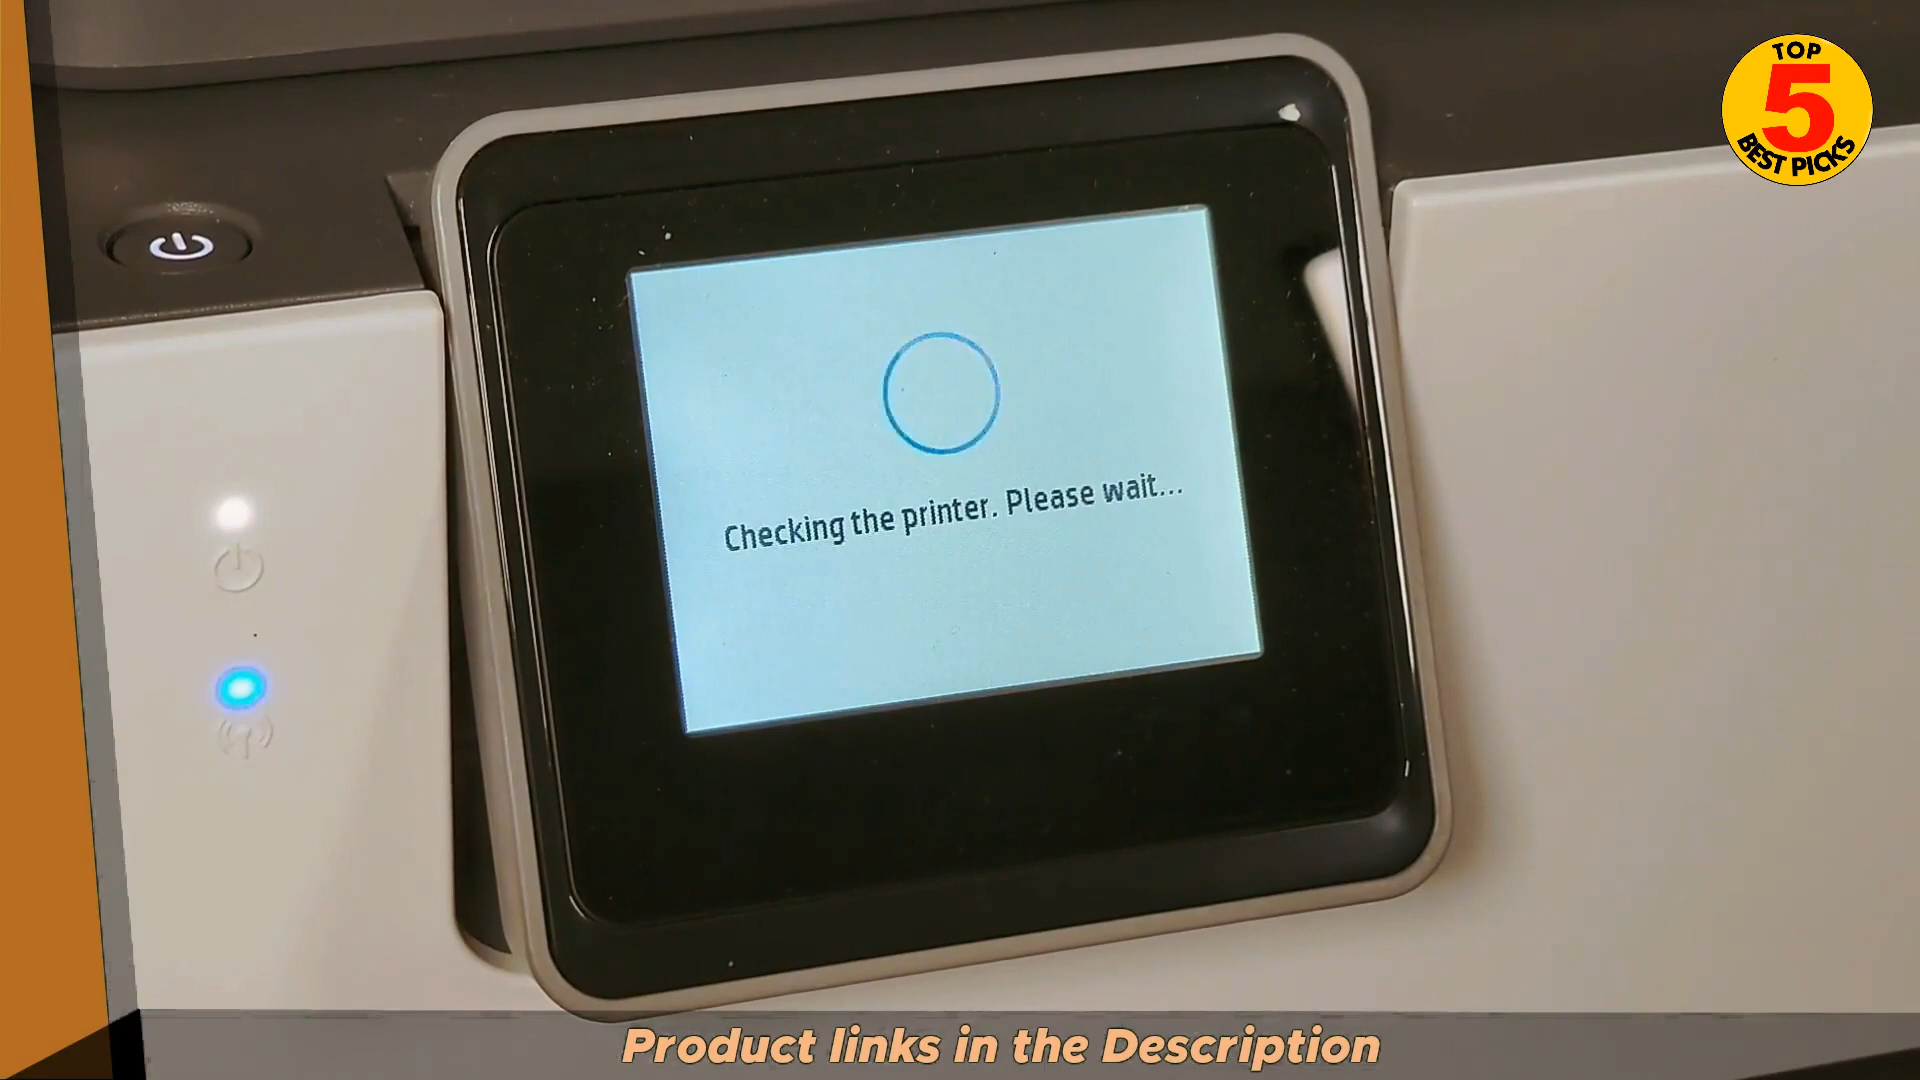 TOP
5
BEST PICKS
Checking the printer. Please wait...
Product links in the Description